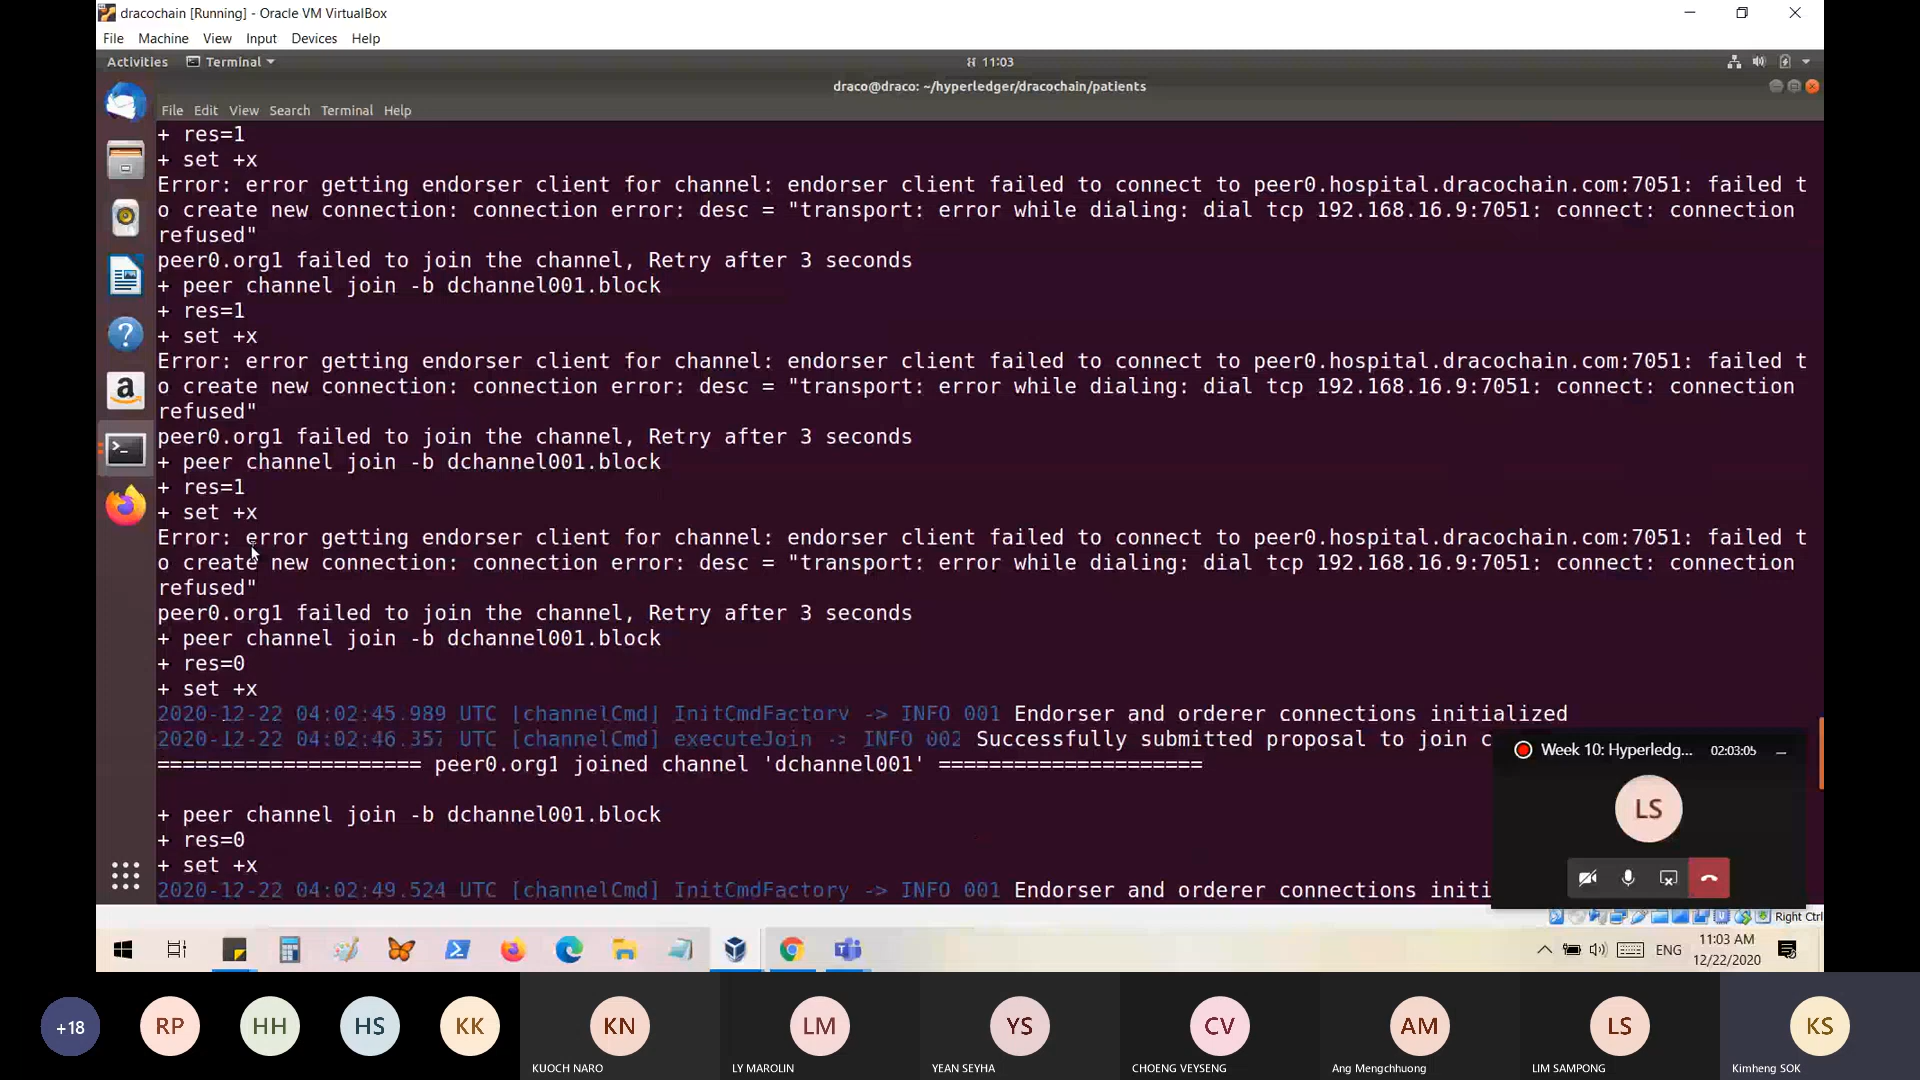 dracochain [Running] - Oracle VM VirtualBox
File Machine View Input Devices Help
Activities Terminal 11:03
draco@draco: ~/hyperledger/dracochain/patients
File Edit View Search Terminal Help
+ res=1
+ set +x
Error: error getting endorser client for channel: endorser client failed to connect to peer0.hospital.dracochain.com:7051: failed t
o create new connection: connection error: desc = "transport: error while dialing: dial tcp 192.168.16.9:7051: connect: connection
refused"
peer0.org1 failed to join the channel, Retry after 3 seconds
+ peer channel join -b dchannel001.block
+ res=1
+ set +x
Error: error getting endorser client for channel: endorser client failed to connect to peer0.hospital.dracochain.com:7051: failed t
o create new connection: connection error: desc = "transport: error while dialing: dial tcp 192.168.16.9:7051: connect: connection
refused"
peer0.org1 failed to join the channel, Retry after 3 seconds
+ peer channel join -b dchannel001.block
+ res=1
+ set +x
Error: error getting endorser client for channel: endorser client failed to connect to peer0.hospital.dracochain.com:7051: failed t
o create new connection: connection error: desc = "transport: error while dialing: dial tcp 192.168.16.9:7051: connect: connection
refused"
peer0.org1 failed to join the channel, Retry after 3 seconds
+ peer channel join -b dchannel001.block
+ res=0
+ set +x
2020-12-22 04:02:45.989 UTC [channelCmd] InitCmdFactory -> INFO 001 Endorser and orderer connections initialized
2020-12-22 04:02:46.357 UTC [channelCmd] executeJoin -> INFO 002 Successfully submitted proposal to join c
===================== peer0.org1 joined channel 'dchannel001' =====================
+ peer channel join -b dchannel001.block
+ res=0
+ set +x
2020-12-22 04:02:49.524 UTC [channelCmd] InitCmdFactory -> INFO 001 Endorser and orderer connections initi
Week 10: Hyperledg... 02:03:05
LS
Right Ctrl
ENG
11:03 AM
12/22/2020
+18 RP HH HS KK KN LM YS CV AM LS KS
KUOCH NARO LY MAROLIN YEAN SEYHA CHOENG VEYSENG Ang Mengchhuong LIM SAMPONG Kimheng SOK